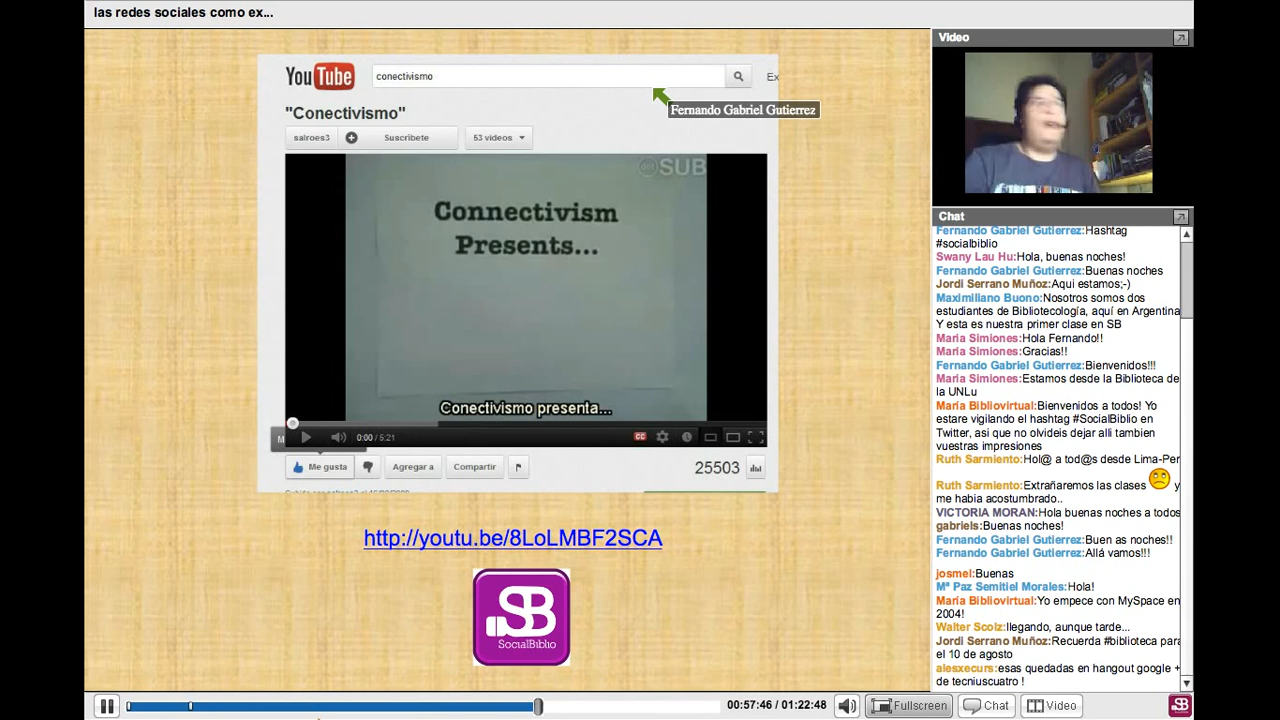 las redes sociales como ex...
YouTube
conectivismo
Ex
Fernando Gabriel Gutierrez
"Conectivismo"
salroes3
Suscríbete
53 vídeos
dotSUB
Connectivism
Presents...
Conectivismo presenta...
M
0:00 / 5:21
CC
Me gusta
Agregar a
Compartir
25503
http://youtu.be/8LoLMBF2SCA
SB
SocialBiblio
Video
Chat
Fernando Gabriel Gutierrez:Hashtag
#socialbiblio
Swany Lau Hu:Hola, buenas noches!
Fernando Gabriel Gutierrez:Buenas noches
Jordi Serrano Muñoz:Aqui estamos;-)
Maximiliano Buono:Nosotros somos dos
estudiantes de Bibliotecología, aquí en Argentina
Y esta es nuestra primer clase en SB
Maria Simiones:Hola Fernando!!
Maria Simiones:Gracias!!
Fernando Gabriel Gutierrez:Bienvenidos!!!
Maria Simiones:Estamos desde la Biblioteca de
la UNLu
María Bibliovirtual:Bienvenidos a todos! Yo
estare vigilando el hashtag #SocialBiblio en
Twitter, asi que no olvideis dejar alli tambien
vuestras impresiones
Ruth Sarmiento:Hol@ a tod@s desde Lima-Per
Ruth Sarmiento:Extrañaremos las clases y
me habia acostumbrado..
VICTORIA MORAN:Hola buenas noches a todos
gabriels:Buenas noches!
Fernando Gabriel Gutierrez:Buen as noches!!
Fernando Gabriel Gutierrez:Allá vamos!!!
josmel:Buenas
Mª Paz Semitiel Morales:Hola!
María Bibliovirtual:Yo empece con MySpace en
2004!
Walter Scolz:llegando, aunque tarde...
Jordi Serrano Muñoz:Recuerda #biblioteca para
el 10 de agosto
alesxecurs:esas quedadas en hangout google +
de tecniuscuatro !
00:57:46 / 01:22:48
Fullscreen
Chat
Video
SB